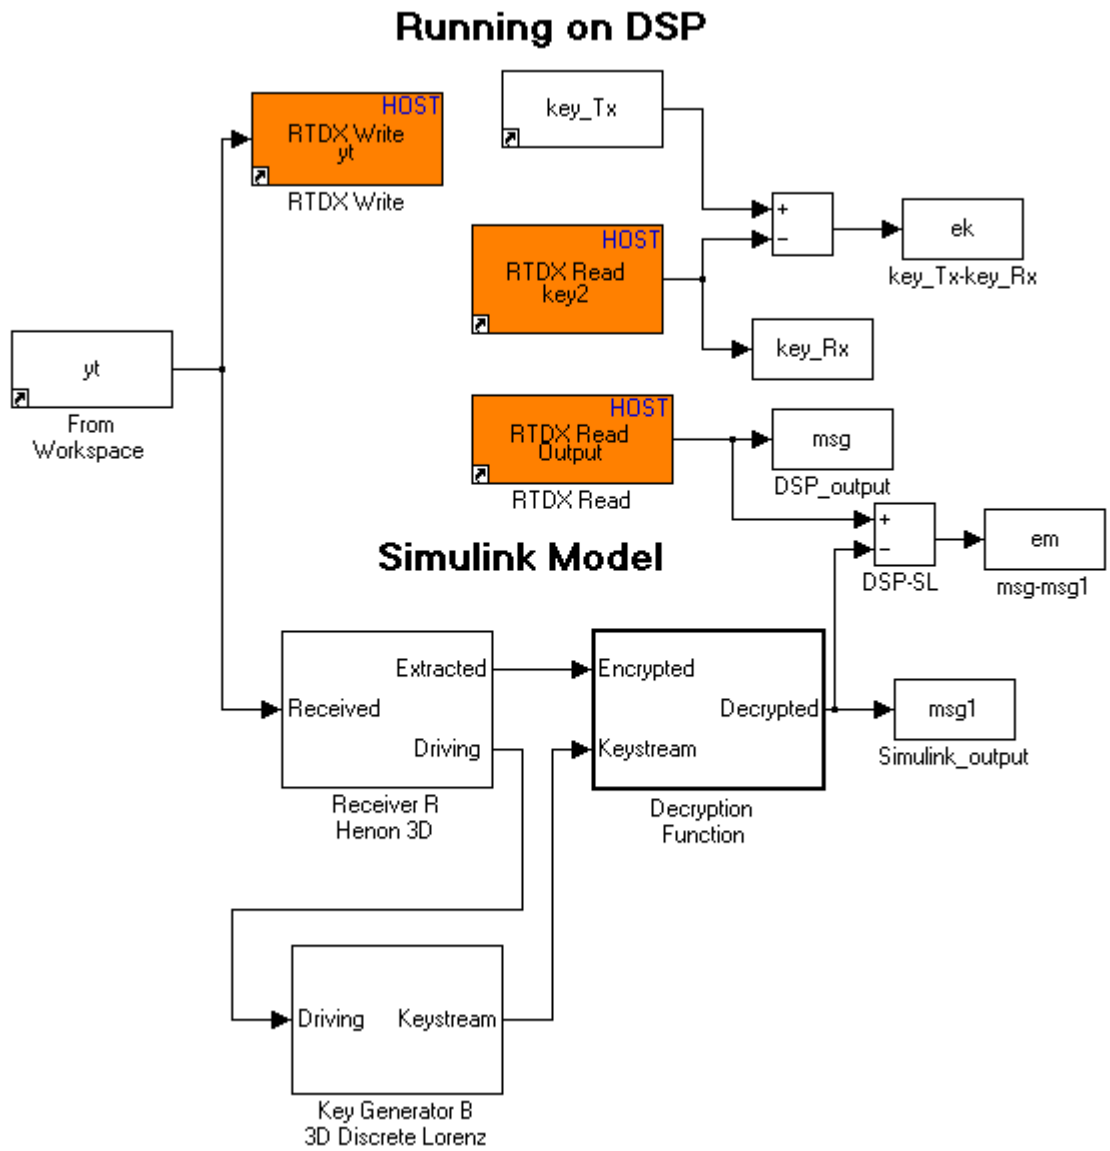 Running on DSP
HOST
RTDX Write
yt
RTDX Write
key_Tx
+
−
ek
key_Tx-key_Rx
HOST
RTDX Read
key2
key_Rx
yt
From
Workspace
HOST
RTDX Read
Output
RTDX Read
msg
DSP_output
+
−
DSP-SL
em
msg-msg1
Simulink Model
Extracted
Received
Driving
Receiver R
Henon 3D
Encrypted
Decrypted
Keystream
Decryption
Function
msg1
Simulink_output
Driving
Keystream
Key Generator B
3D Discrete Lorenz